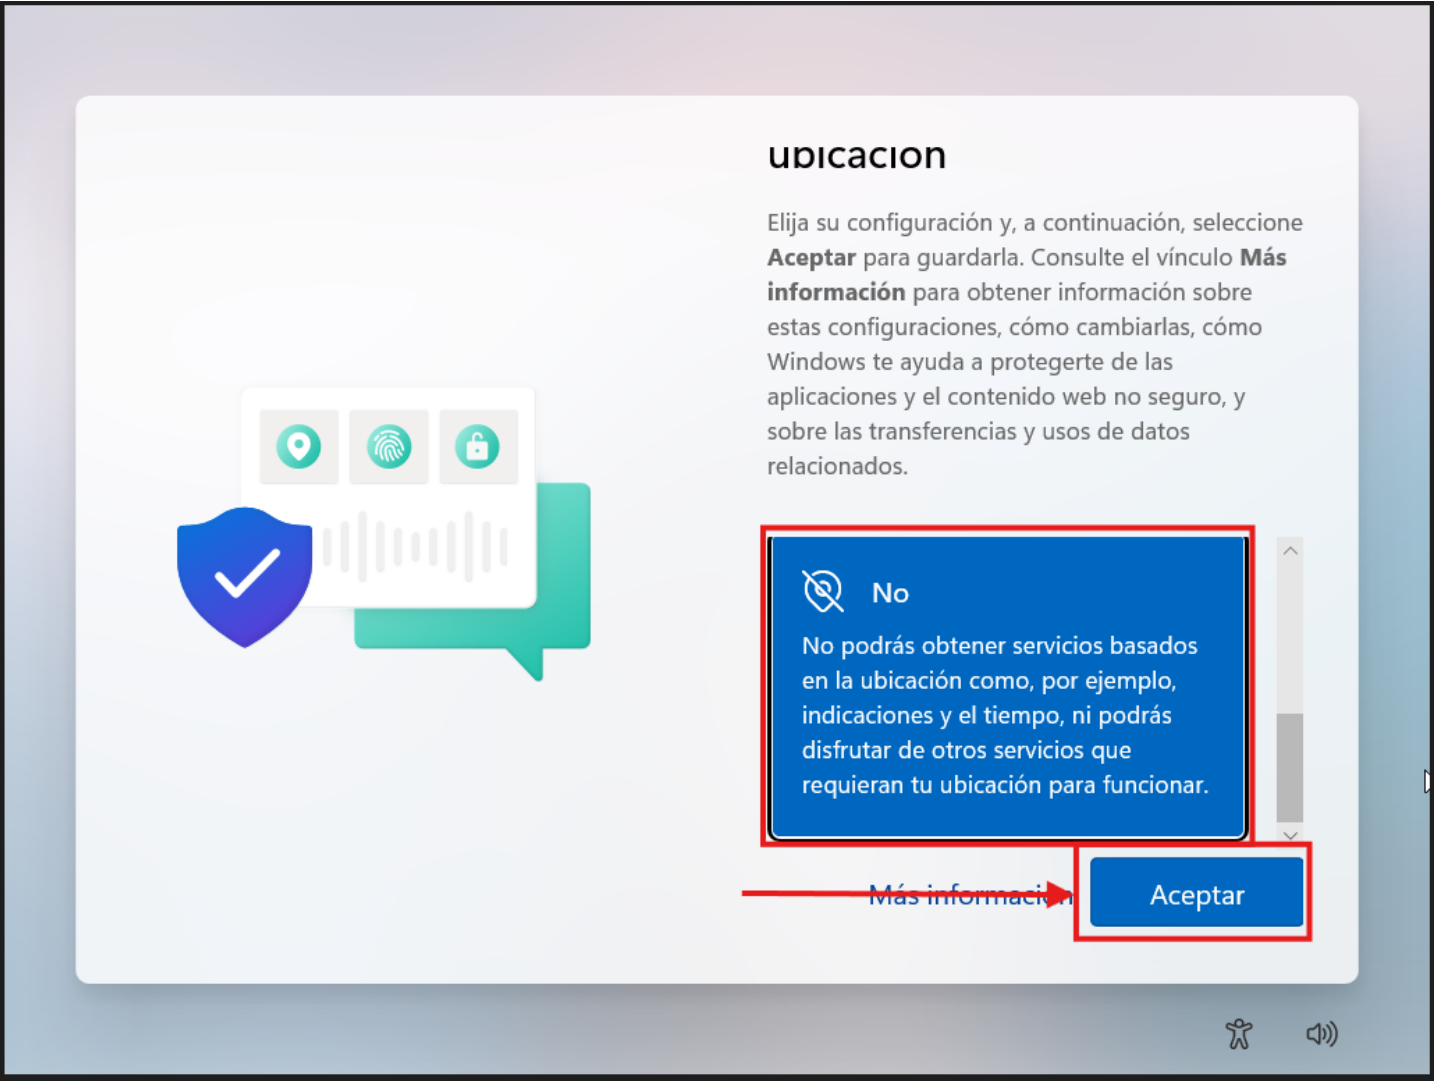 ubicación
Elija su configuración y, a continuación, seleccione
Aceptar para guardarla. Consulte el vínculo Más
información para obtener información sobre
estas configuraciones, cómo cambiarlas, cómo
Windows te ayuda a protegerte de las
aplicaciones y el contenido web no seguro, y
sobre las transferencias y usos de datos
relacionados.
No
No podrás obtener servicios basados
en la ubicación como, por ejemplo,
indicaciones y el tiempo, ni podrás
disfrutar de otros servicios que
requieran tu ubicación para funcionar.
Más información
Aceptar